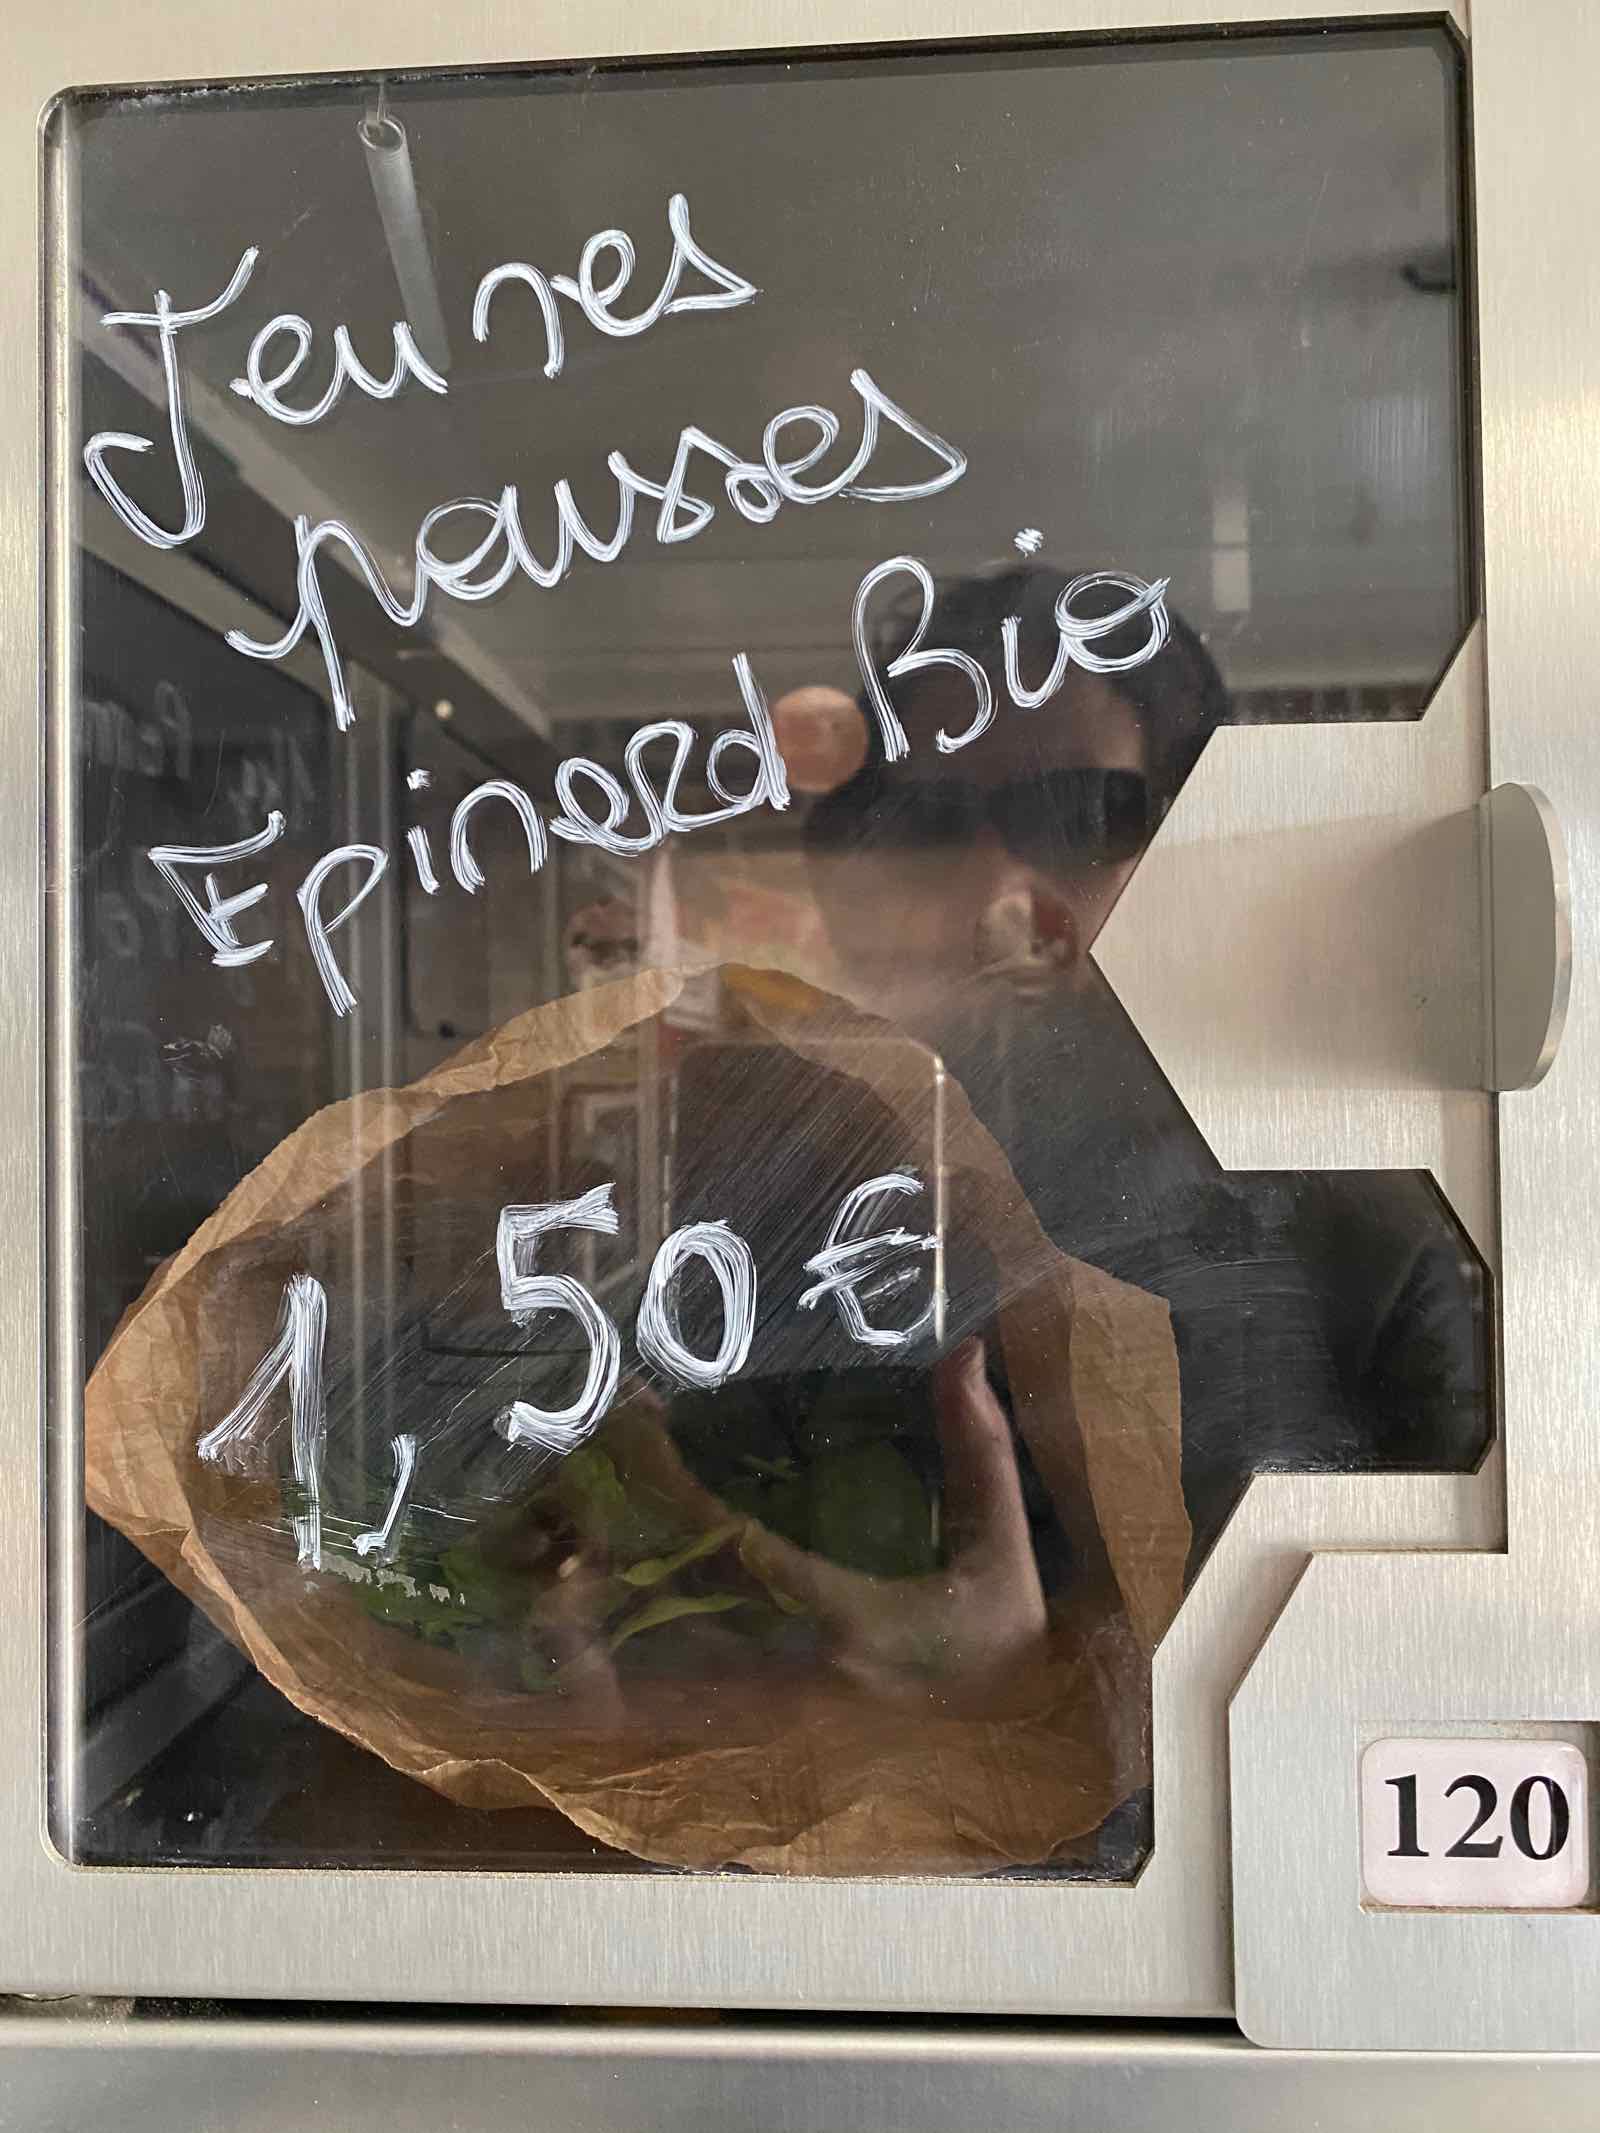 Jeunes
pousses
Epinard Bio
1,50€
120